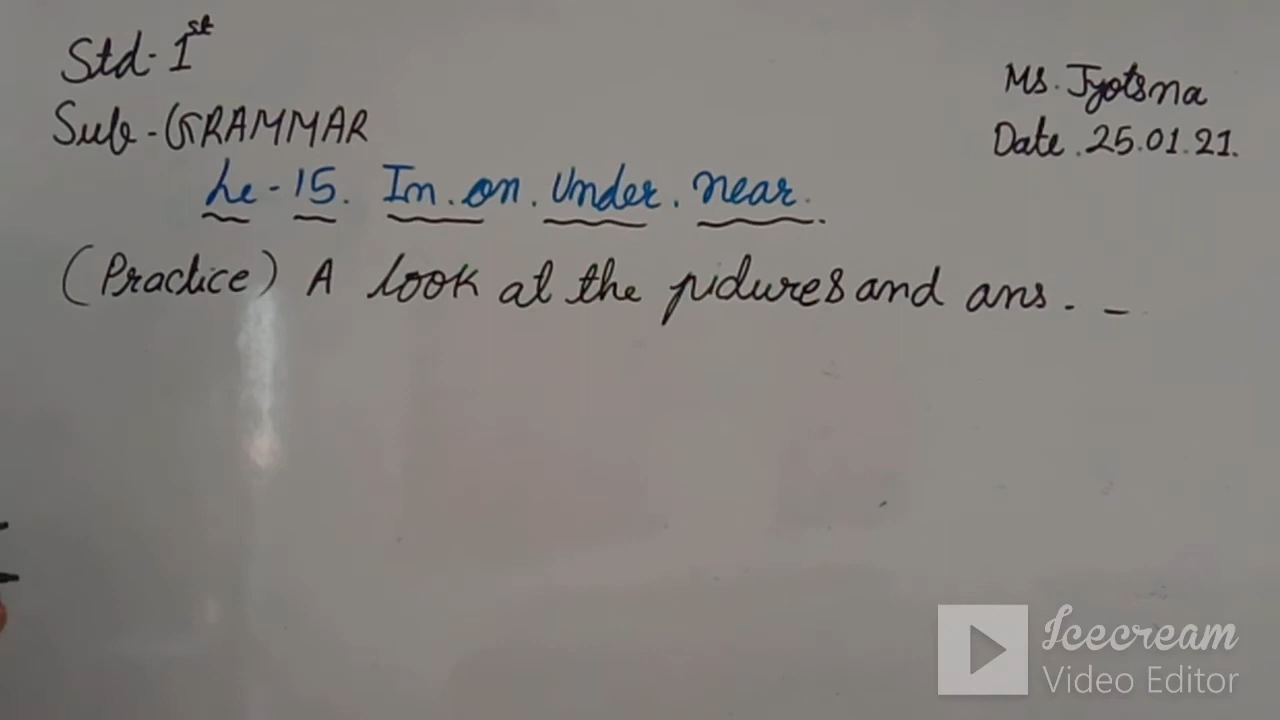 Std- 1st
Sub - GRAMMAR
Ms. Jyotsna
Date . 25.01.21.
Le - 15. In. on. Under. near.
(Practice) A look at the pictures and ans. -
Icecream
Video Editor